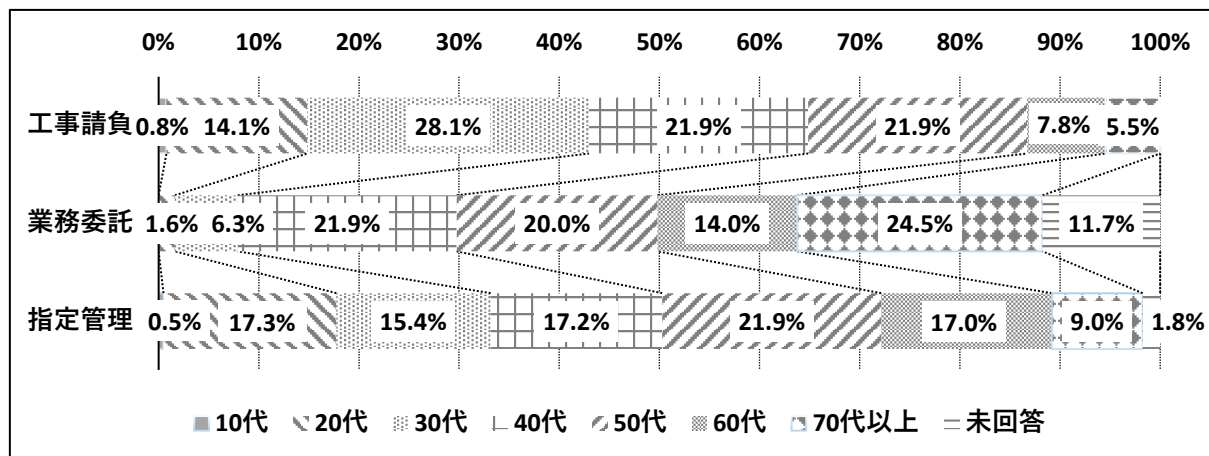 0% 10% 20% 30% 40% 50% 60% 70% 80% 90% 100%
工事請負 0.8% 14.1% 28.1% 21.9% 21.9% 7.8% 5.5%
業務委託 1.6% 6.3% 21.9% 20.0% 14.0% 24.5% 11.7%
指定管理 0.5% 17.3% 15.4% 17.2% 21.9% 17.0% 9.0% 1.8%
10代 20代 30代 40代 50代 60代 70代以上 未回答